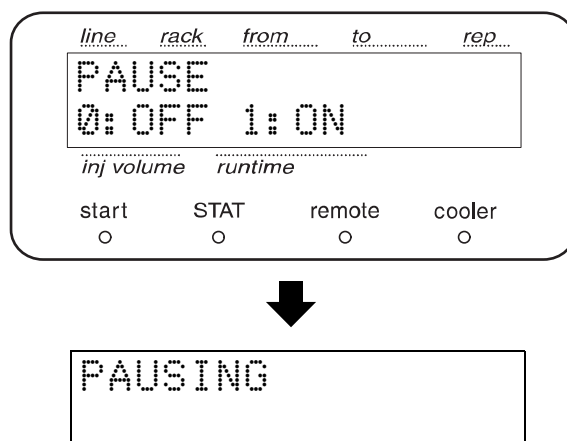 line rack from to rep
PAUSE
0: OFF 1: ON
inj volume runtime
start STAT remote cooler
PAUSING